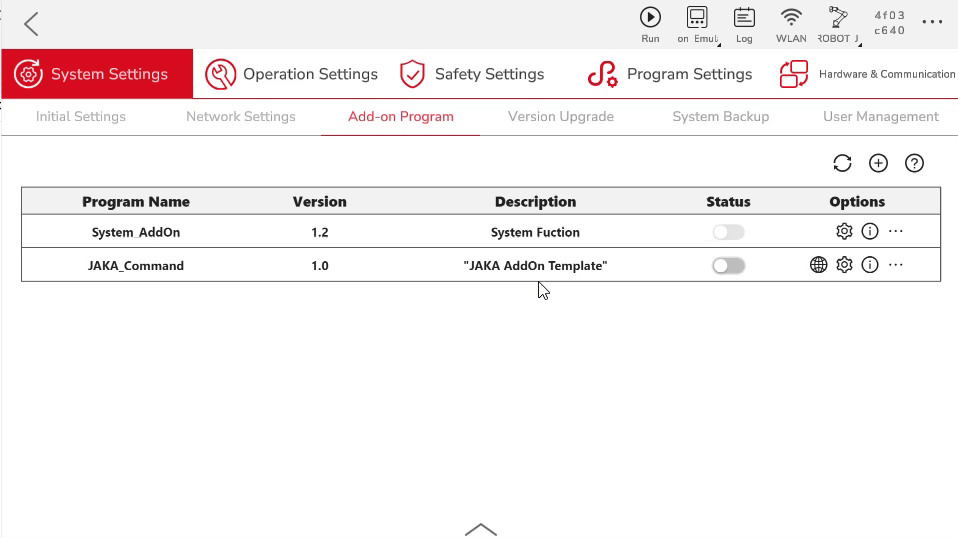 Run on Emul Log WLAN ROBOT J 4f03
c640
System Settings Operation Settings Safety Settings Program Settings Hardware & Communication
Initial Settings Network Settings Add-on Program Version Upgrade System Backup User Management
Program Name Version Description Status Options
System_AddOn 1.2 System Fuction
JAKA_Command 1.0 "JAKA AddOn Template"